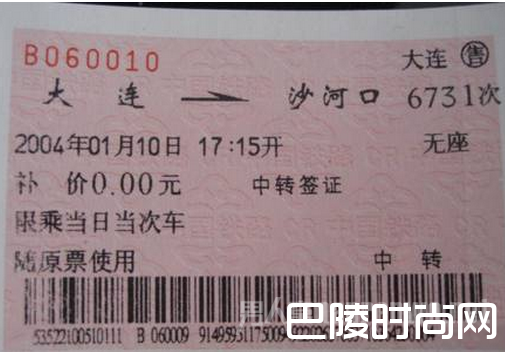 B060010 大连 售
大连 沙河口 6731次
2004年01月10日 17:15开 无座
补 价0.00元 中转签证
限乘当日当次车
随原票使用 中 转
巴陵时尚网
53522100510111 B 060009